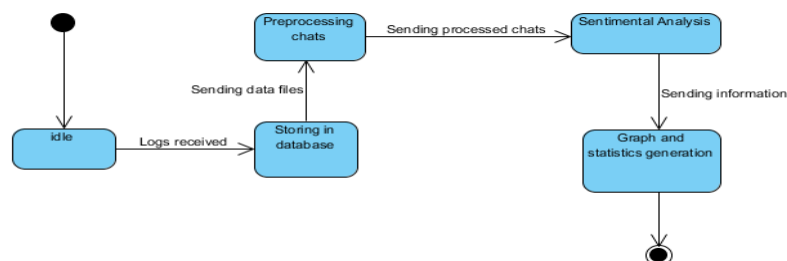 Preprocessing
chats
Sending processed chats
Sentimental Analysis
Sending data files
Sending information
idle
Logs received
Storing in
database
Graph and
statistics generation